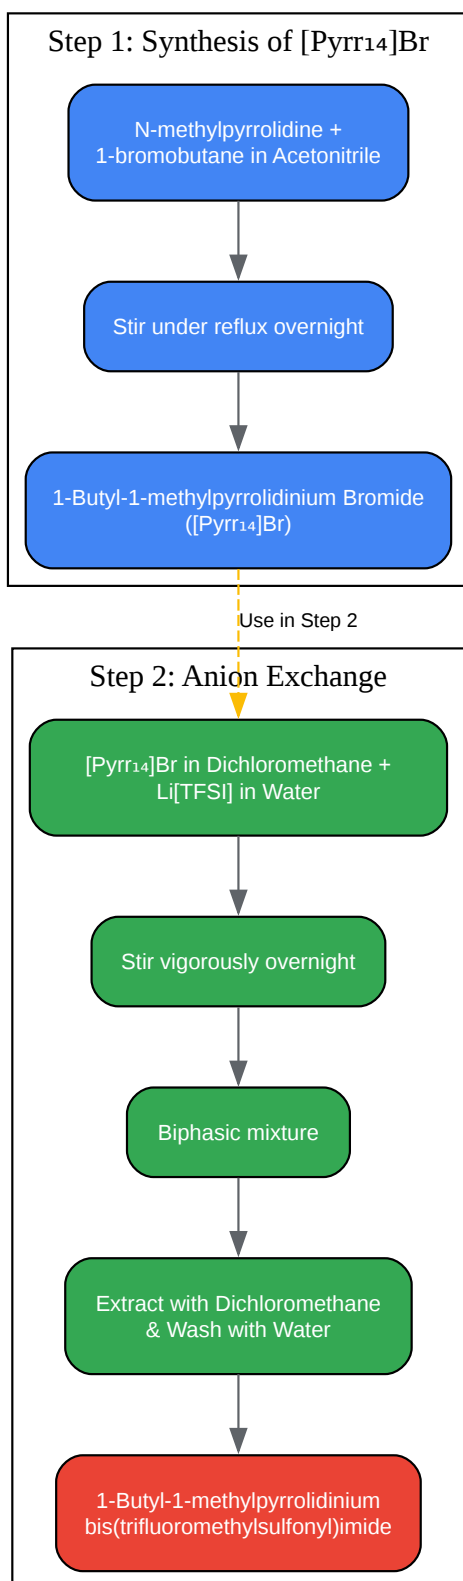 Step 1: Synthesis of [Pyrr₁₄]Br
N-methylpyrrolidine +
1-bromobutane in Acetonitrile
Stir under reflux overnight
1-Butyl-1-methylpyrrolidinium Bromide
([Pyrr₁₄]Br)
Use in Step 2
Step 2: Anion Exchange
[Pyrr₁₄]Br in Dichloromethane +
Li[TFSI] in Water
Stir vigorously overnight
Biphasic mixture
Extract with Dichloromethane
& Wash with Water
1-Butyl-1-methylpyrrolidinium
bis(trifluoromethylsulfonyl)imide